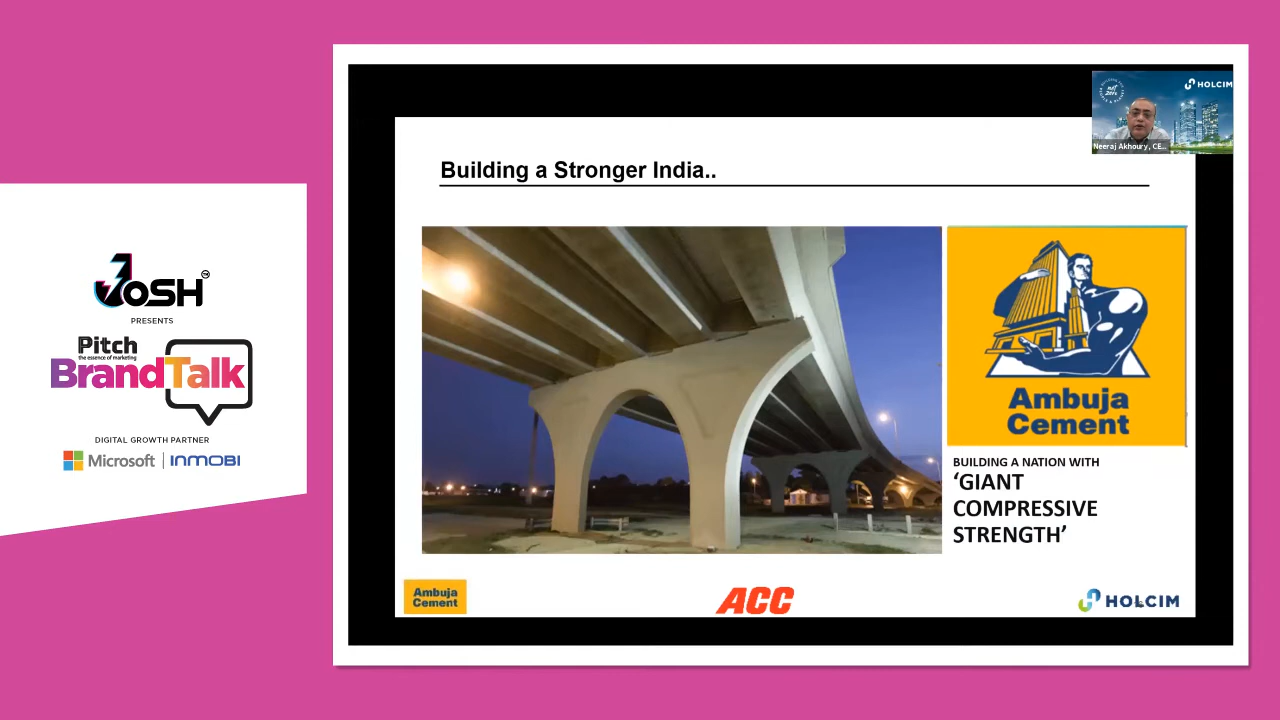 JOSH
PRESENTS
Pitch
the essence of marketing
BrandTalk
DIGITAL GROWTH PARTNER
Microsoft | INMOBI
Building a Stronger India..
HOLCIM
Neeraj Akhoury, CE...
Ambuja
Cement
BUILDING A NATION WITH
‘GIANT
COMPRESSIVE
STRENGTH’
Ambuja
Cement
ACC
HOLCIM